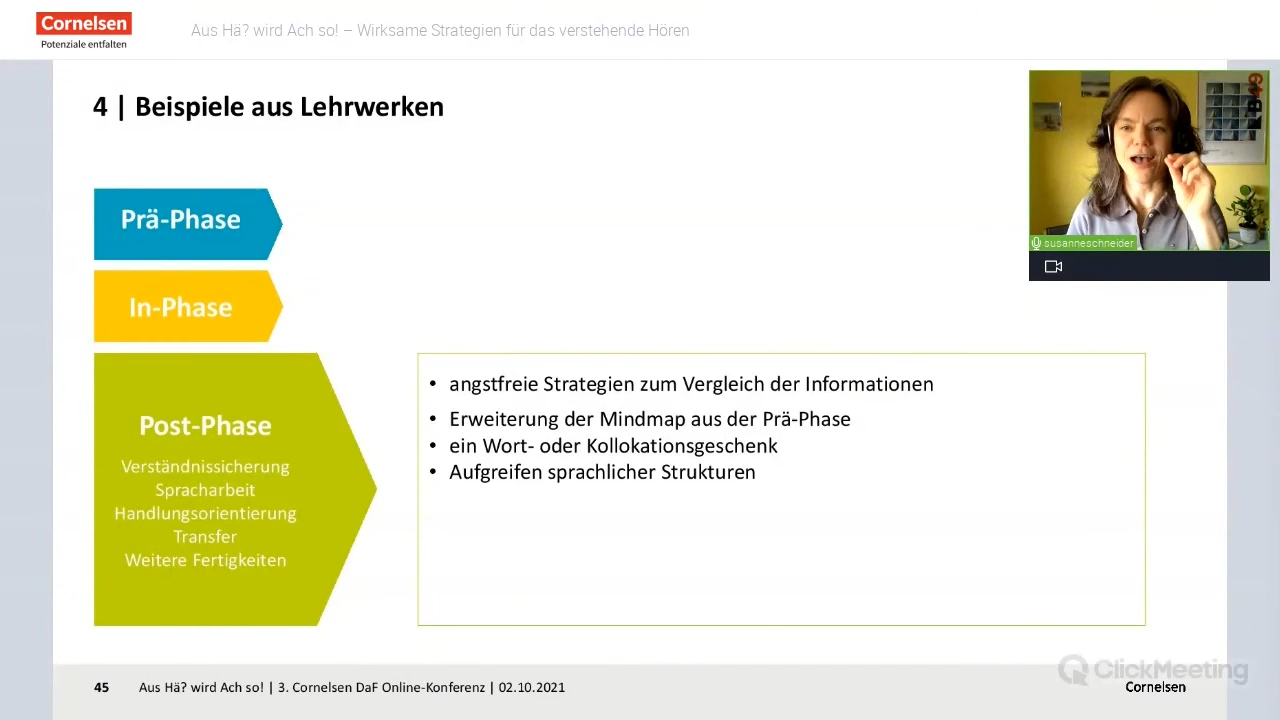 Cornelsen
Potenziale entfalten
Aus Hä? wird Ach so! – Wirksame Strategien für das verstehende Hören
4 | Beispiele aus Lehrwerken
susanneschneider
Prä-Phase
In-Phase
Post-Phase
Verständnissicherung
Spracharbeit
Handlungsorientierung
Transfer
Weitere Fertigkeiten
• angstfreie Strategien zum Vergleich der Informationen
• Erweiterung der Mindmap aus der Prä-Phase
• ein Wort- oder Kollokationsgeschenk
• Aufgreifen sprachlicher Strukturen
ClickMeeting
45 Aus Hä? wird Ach so! | 3. Cornelsen DaF Online-Konferenz | 02.10.2021
Cornelsen